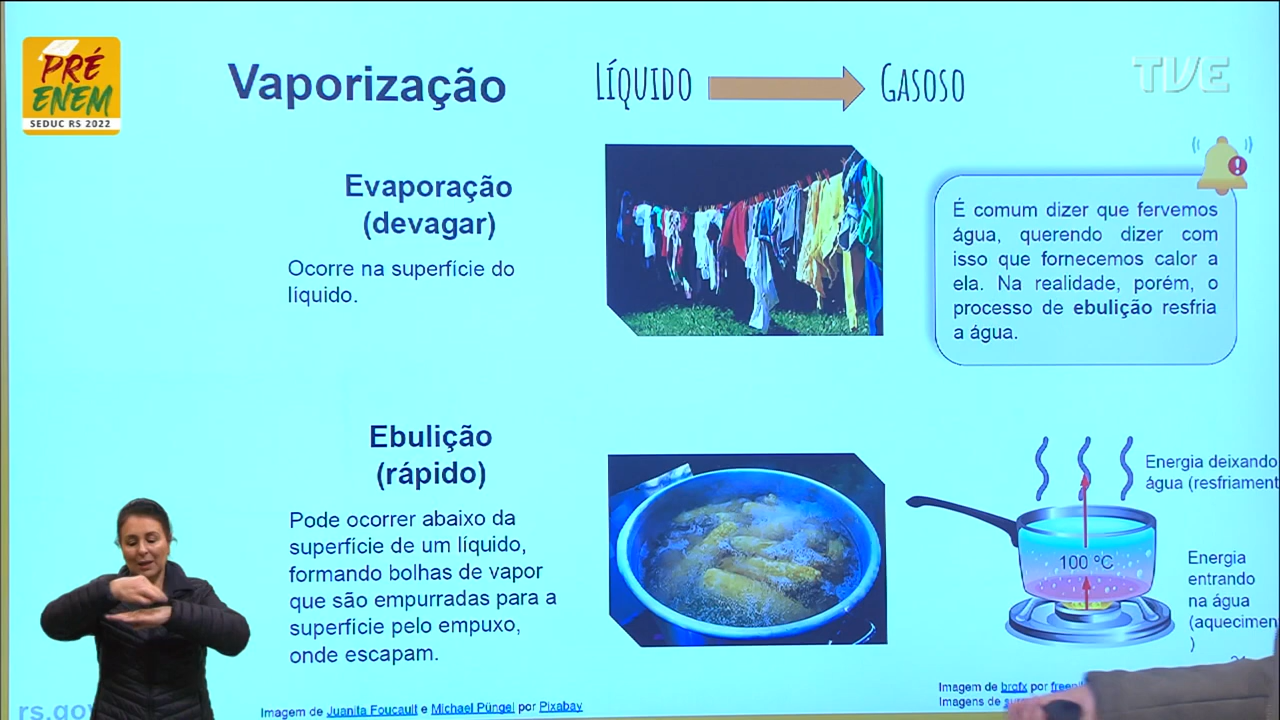 PRÉ
ENEM
SEDUC RS 2022
Vaporização
LÍQUIDO
GASOSO
TVE
Evaporação
(devagar)
Ocorre na superfície do
líquido.
É comum dizer que fervemos
água, querendo dizer com
isso que fornecemos calor a
ela. Na realidade, porém, o
processo de ebulição resfria
a água.
Ebulição
(rápido)
Pode ocorrer abaixo da
superfície de um líquido,
formando bolhas de vapor
que são empurradas para a
superfície pelo empuxo,
onde escapam.
Energia deixando
água (resfriament
100 ºC
Energia
entrando
na água
(aquecimen
)
Imagem de Juanita Foucault e Michael Püngel por Pixabay
Imagem de brgfx por
Imagens de
rs.gov